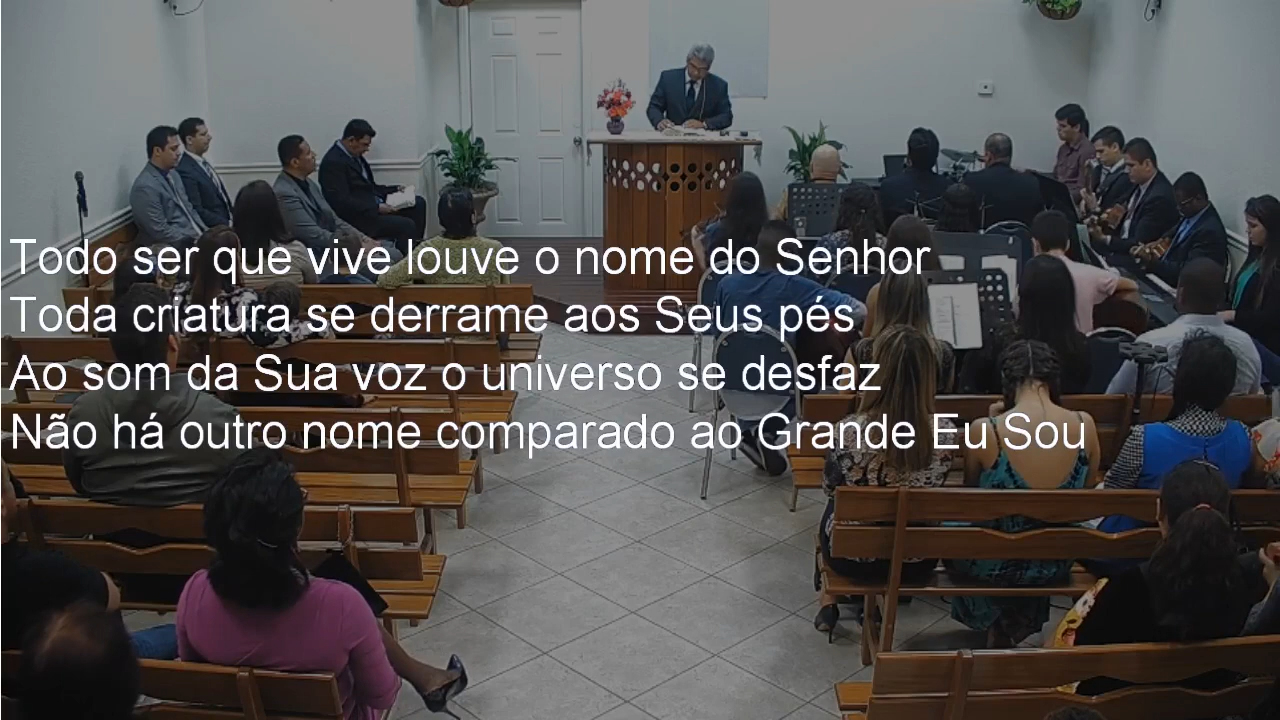 Todo ser que vive louve o nome do Senhor
Toda criatura se derrame aos Seus pés
Ao som da Sua voz o universo se desfaz
Não há outro nome comparado ao Grande Eu Sou